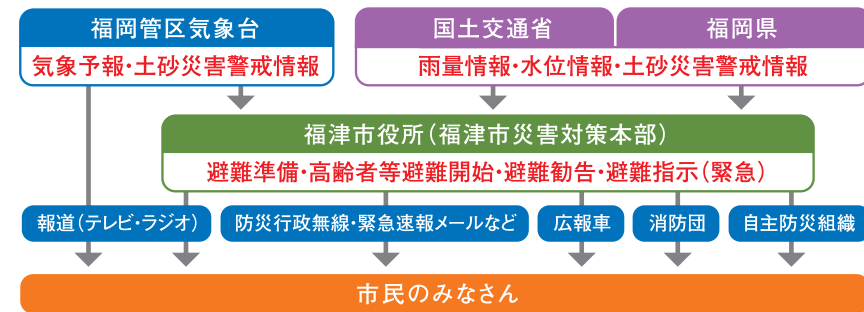 福岡管区気象台
気象予報・土砂災害警戒情報
国土交通省
福岡県
雨量情報・水位情報・土砂災害警戒情報
福津市役所（福津市災害対策本部）
避難準備・高齢者等避難開始・避難勧告・避難指示（緊急）
報道（テレビ・ラジオ）
防災行政無線・緊急速報メールなど
広報車
消防団
自主防災組織
市民のみなさん